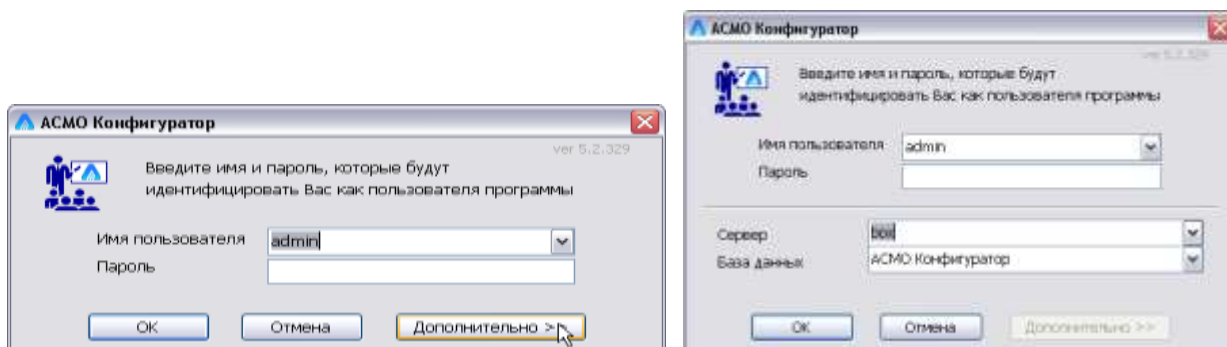 АСМО Конфигуратор
ver 5.2.329
Введите имя и пароль, которые будут
идентифицировать Вас как пользователя программы
Имя пользователя admin
Пароль
ОК Отмена Дополнительно >>
АСМО Конфигуратор
ver 5.2.329
Введите имя и пароль, которые будут
идентифицировать Вас как пользователя программы
Имя пользователя admin
Пароль
Сервер box
База данных АСМО Конфигуратор
ОК Отмена Дополнительно >>